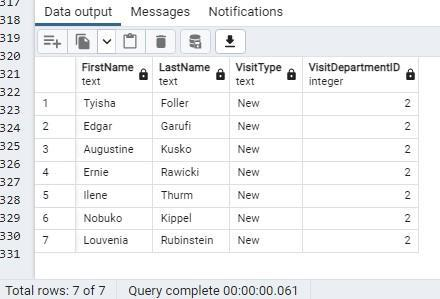 317
318
319
320
321
322
323
324
325
326
327
328
329
330
331
Data output Messages Notifications
FirstName LastName VisitType VisitDepartmentID
text text text integer
1 Tyisha Foller New 2
2 Edgar Garufi New 2
3 Augustine Kusko New 2
4 Ernie Rawicki New 2
5 Ilene Thurm New 2
6 Nobuko Kippel New 2
7 Louvenia Rubinstein New 2
Total rows: 7 of 7 Query complete 00:00:00.061